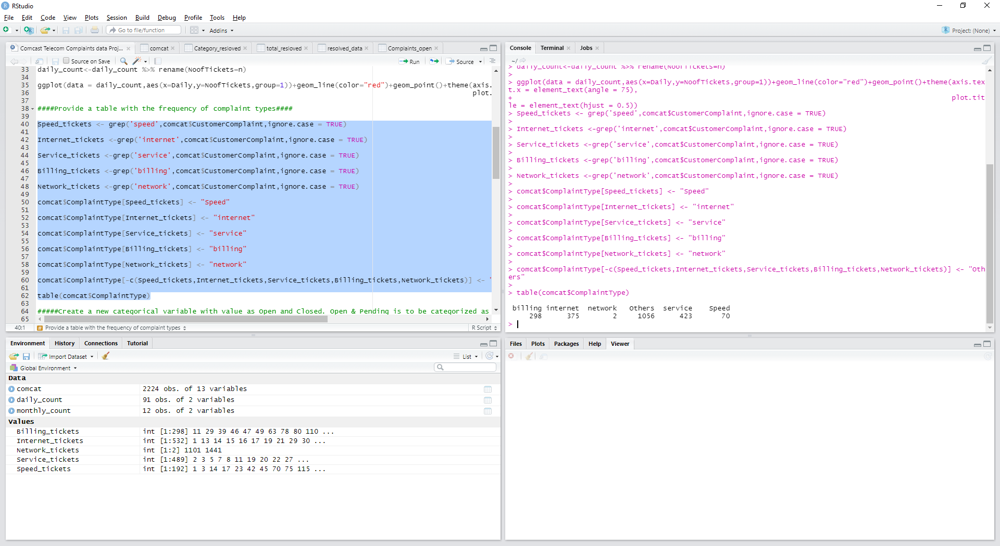 RStudio
File Edit Code View Plots Session Build Debug Profile Tools Help
Go to file/function Addins Project: (None)
Comcast Telecom Complaints data Proj... comcat Category_resloved total_resloved resolved_data Complaints_open
Source on Save Run Source
33 daily_count<-daily_count %>% rename(NoofTickets=n)
34
35 ggplot(data = daily_count,aes(x=Daily,y=NoofTickets,group=1))+geom_line(color="red")+geom_point()+theme(axis.
36 plot.
37
38 ####Provide a table with the frequency of complaint types####
39
40 Speed_tickets <- grep('speed',comcat$CustomerComplaint,ignore.case = TRUE)
41
42 Internet_tickets <-grep('internet',comcat$CustomerComplaint,ignore.case = TRUE)
43
44 Service_tickets <-grep('service',comcat$CustomerComplaint,ignore.case = TRUE)
45
46 Billing_tickets <-grep('billing',comcat$CustomerComplaint,ignore.case = TRUE)
47
48 Network_tickets <-grep('network',comcat$CustomerComplaint,ignore.case = TRUE)
49
50 comcat$ComplaintType[Speed_tickets] <- "Speed"
51
52 comcat$ComplaintType[Internet_tickets] <- "internet"
53
54 comcat$ComplaintType[Service_tickets] <- "service"
55
56 comcat$ComplaintType[Billing_tickets] <- "billing"
57
58 comcat$ComplaintType[Network_tickets] <- "network"
59
60 comcat$ComplaintType[-c(Speed_tickets,Internet_tickets,Service_tickets,Billing_tickets,Network_tickets)] <- "
61
62 table(comcat$ComplaintType)
63
64 #####Create a new categorical variable with value as Open and Closed. Open & Pending is to be categorized as
65
40:1 # Provide a table with the frequency of complaint types R Script
Console Terminal Jobs
~/
> daily_count<-daily_count %>% rename(NoofTickets=n)
>
> ggplot(data = daily_count,aes(x=Daily,y=NoofTickets,group=1))+geom_line(color="red")+geom_point()+theme(axis.tex
t.x = element_text(angle = 75),
+ plot.tit
le = element_text(hjust = 0.5))
> Speed_tickets <- grep('speed',comcat$CustomerComplaint,ignore.case = TRUE)
>
> Internet_tickets <-grep('internet',comcat$CustomerComplaint,ignore.case = TRUE)
>
> Service_tickets <-grep('service',comcat$CustomerComplaint,ignore.case = TRUE)
>
> Billing_tickets <-grep('billing',comcat$CustomerComplaint,ignore.case = TRUE)
>
> Network_tickets <-grep('network',comcat$CustomerComplaint,ignore.case = TRUE)
>
> comcat$ComplaintType[Speed_tickets] <- "Speed"
>
> comcat$ComplaintType[Internet_tickets] <- "internet"
>
> comcat$ComplaintType[Service_tickets] <- "service"
>
> comcat$ComplaintType[Billing_tickets] <- "billing"
>
> comcat$ComplaintType[Network_tickets] <- "network"
>
> comcat$ComplaintType[-c(Speed_tickets,Internet_tickets,Service_tickets,Billing_tickets,Network_tickets)] <- "Oth
ers"
>
> table(comcat$ComplaintType)
billing internet network Others service Speed
298 375 2 1056 423 70
>
Environment History Connections Tutorial
Import Dataset List
Global Environment
Data
comcat 2224 obs. of 13 variables
daily_count 91 obs. of 2 variables
monthly_count 12 obs. of 2 variables
Values
Billing_tickets int [1:298] 11 29 39 46 47 49 63 78 80 110 ...
Internet_tickets int [1:532] 1 13 14 15 16 17 19 21 29 30 ...
Network_tickets int [1:2] 1101 1441
Service_tickets int [1:489] 2 3 5 7 8 11 19 20 22 27 ...
Speed_tickets int [1:192] 1 3 14 17 23 42 45 70 75 115 ...
Files Plots Packages Help Viewer